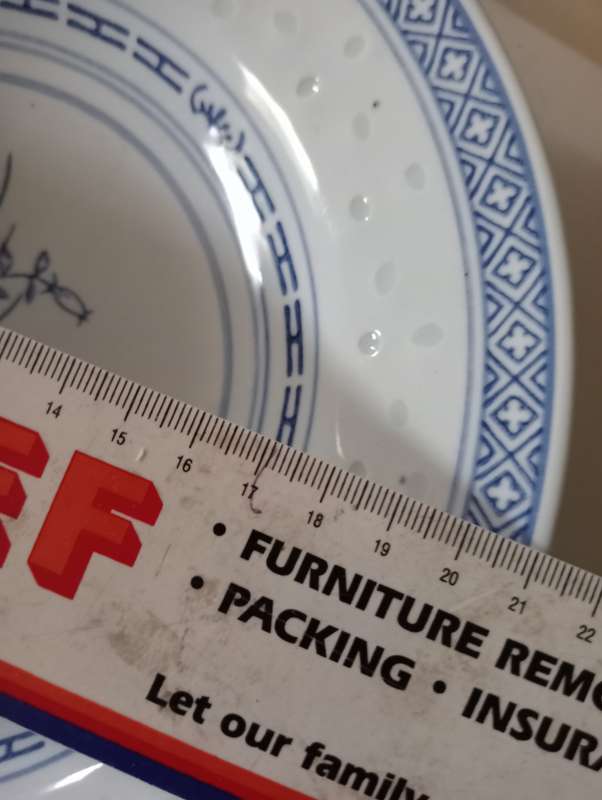 14 15 16 17 18 19 20 21 22
F
• FURNITURE REMO
• PACKING • INSURA
Let our family